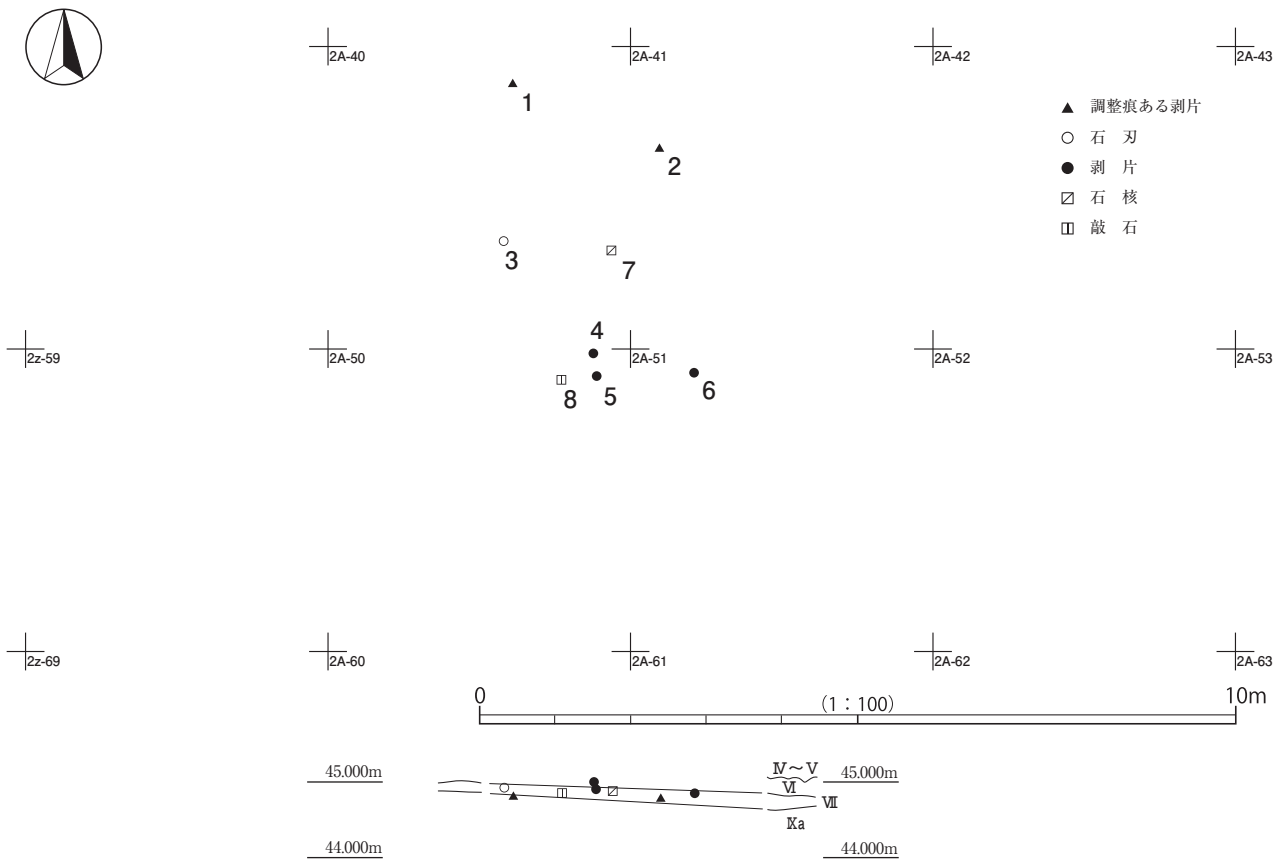 2A-40
2A-41
2A-42
2A-43
1
2
3
7
調整痕ある剥片
石　刃
剥　片
石　核
敲　石
4
2z-59
2A-50
2A-51
2A-52
2A-53
8
5
6
2z-69
2A-60
2A-61
2A-62
2A-63
0
(1：100)
10m
45.000m
Ⅳ～Ⅴ
45.000m
Ⅵ
Ⅶ
Ⅸa
44.000m
44.000m